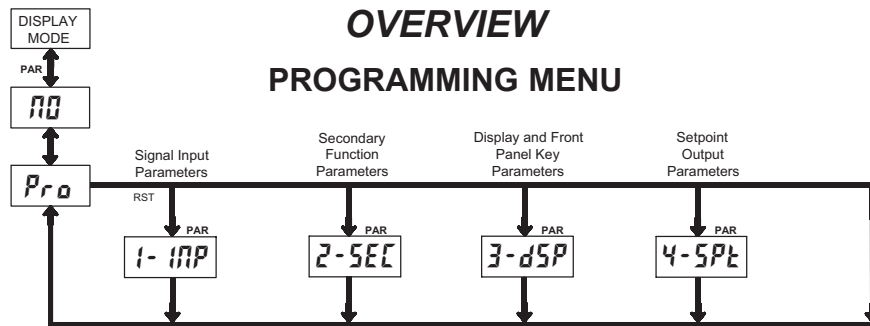 OVERVIEW
PROGRAMMING MENU
DISPLAY
MODE
PAR
NO
Pro
Signal Input
Parameters
Secondary
Function
Parameters
Display and Front
Panel Key
Parameters
Setpoint
Output
Parameters
RST
PAR
PAR
PAR
PAR
1-INP
2-SEC
3-dSP
4-SPt